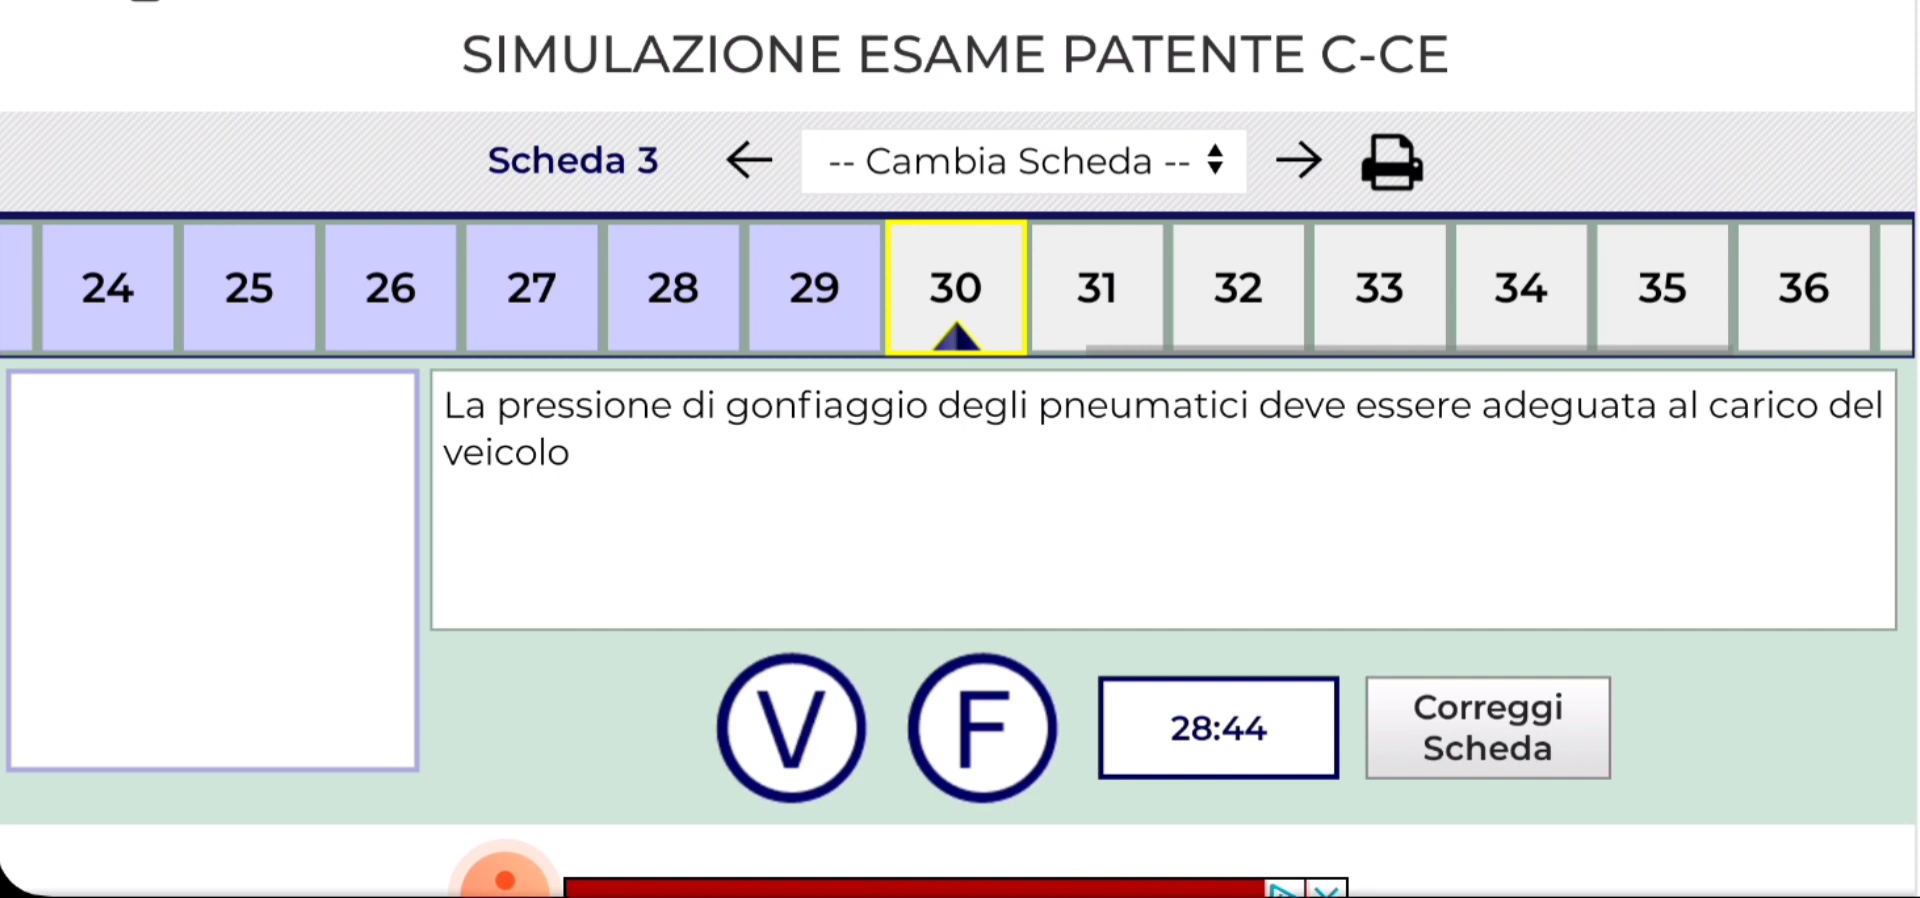 SIMULAZIONE ESAME PATENTE C-CE
Scheda 3
-- Cambia Scheda --
24 25 26 27 28 29 30 31 32 33 34 35 36
La pressione di gonfiaggio degli pneumatici deve essere adeguata al carico del
veicolo
V F 28:44
Correggi
Scheda